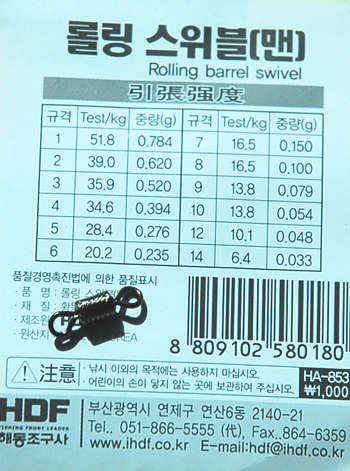 롤링 스위블(맨)
Rolling barrel swivel
引張强度
규격 Test/kg 중량(g) 규격 Test/kg 중량(g)
1 51,8 0,784 7 16,5 0,150
2 39,0 0,620 8 16,5 0,100
3 35,9 0,520 9 13,8 0,079
4 34,6 0,394 10 13,8 0,054
5 28,4 0,276 12 10,1 0,048
6 20,2 0,235 14 6,4 0,033
품질경영촉진법에 의한 품질표시
· 품 명 : 롤링 스위
· 재 질 :
· 제조원
· 원산지
8 809102 580180
注意
· 낚시 이외의 목적에는 사용하지 마십시오.
· 어린이의 손이 닿지 않는 곳에 보관하여 주십시오.
HA-853
₩1,000
HDF
FISHING FRONT LEADER
해동조구사
부산광역시 연제구 연산6동 2140-21
Tel.. 051-866-5555 (代), Fax..864-6359
www.ihdf.co.kr E-mail:hdf@ihdf.co.kr